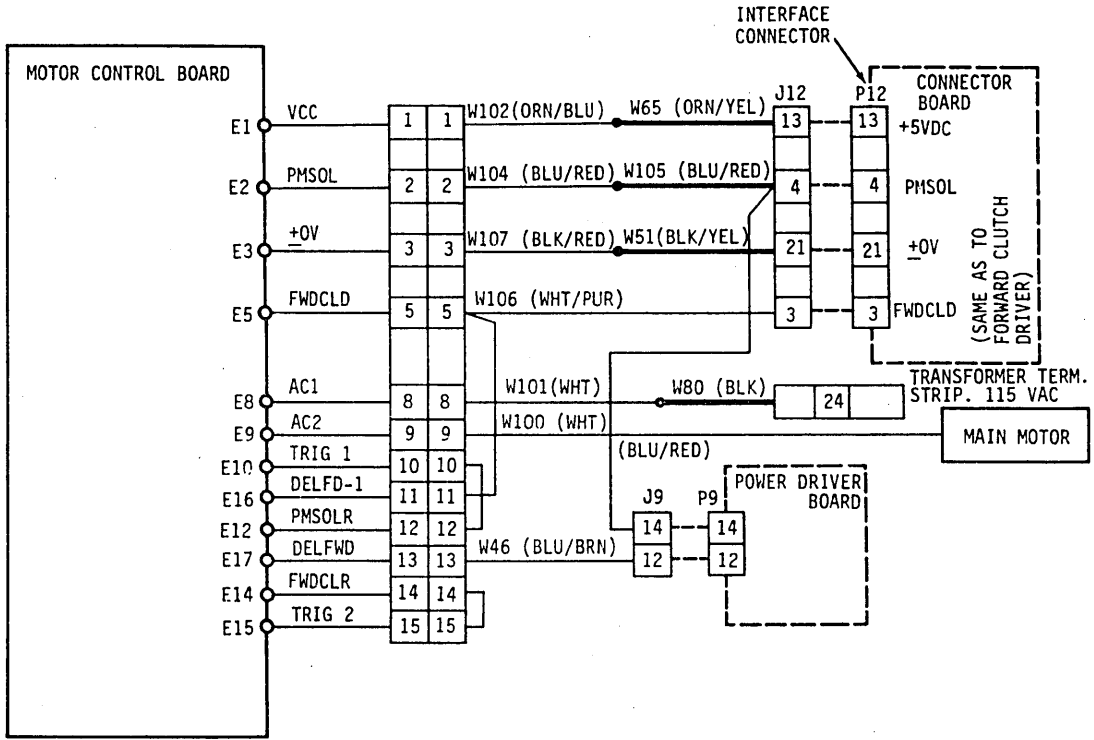 INTERFACE
CONNECTOR
MOTOR CONTROL BOARD
J12
P12
CONNECTOR
BOARD
E1 VCC 1 1 W102(ORN/BLU) W65 (ORN/YEL) 13 13 +5VDC
E2 PMSOL 2 2 W104 (BLU/RED) W105 (BLU/RED) 4 4 PMSOL
E3 ±0V 3 3 W107 (BLK/RED) W51(BLK/YEL) 21 21 ±0V
E5 FWDCLD 5 5 W106 (WHT/PUR) 3 3 FWDCLD
(SAME AS TO
FORWARD CLUTCH
DRIVER)
E8 AC1 8 8 W101(WHT) W80 (BLK) 24
TRANSFORMER TERM.
STRIP. 115 VAC
E9 AC2 9 9 W100 (WHT)
MAIN MOTOR
(BLU/RED)
E10 TRIG 1 10 10
E16 DELFD-1 11 11
J9
P9
POWER DRIVER
BOARD
E12 PMSOLR 12 12 14 14
E17 DELFWD 13 13 W46 (BLU/BRN) 12 12
E14 FWDCLR 14 14
E15 TRIG 2 15 15